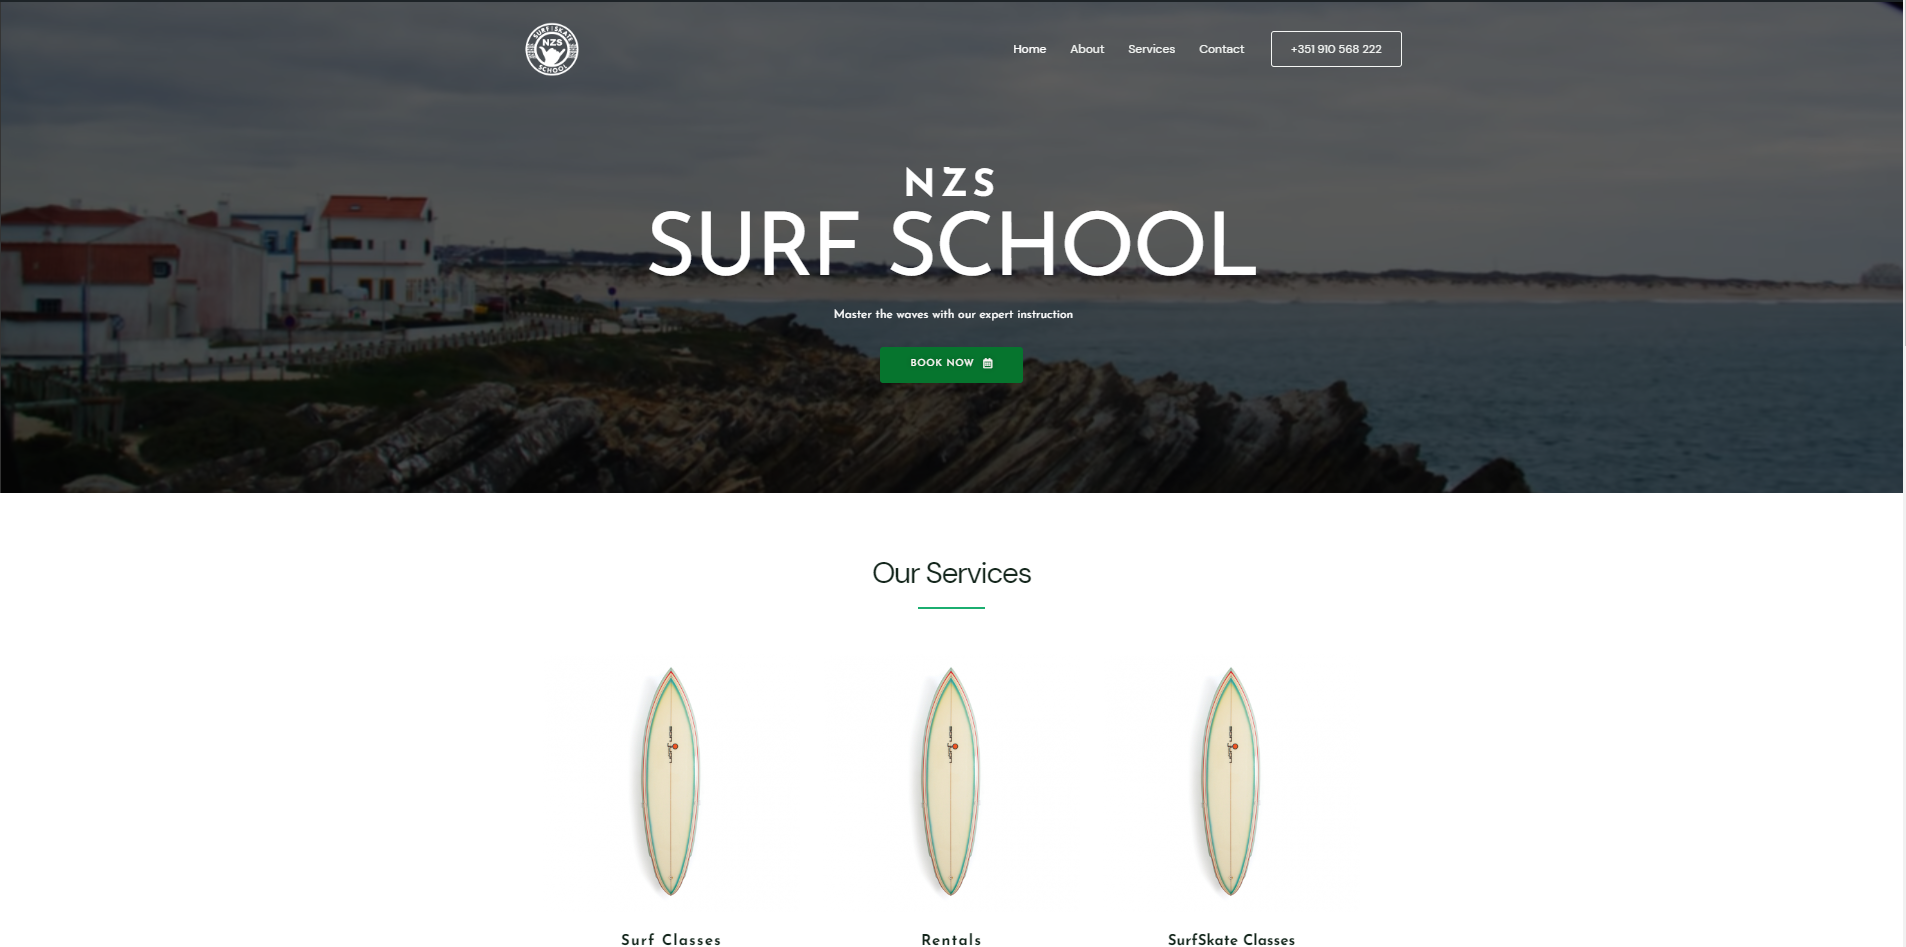 SURF & SKATE
NZS
SCHOOL
Home About Services Contact +351 910 568 222
NZS
SURF SCHOOL
Master the waves with our expert instruction
BOOK NOW
Our Services
Surf Classes Rentals SurfSkate Classes